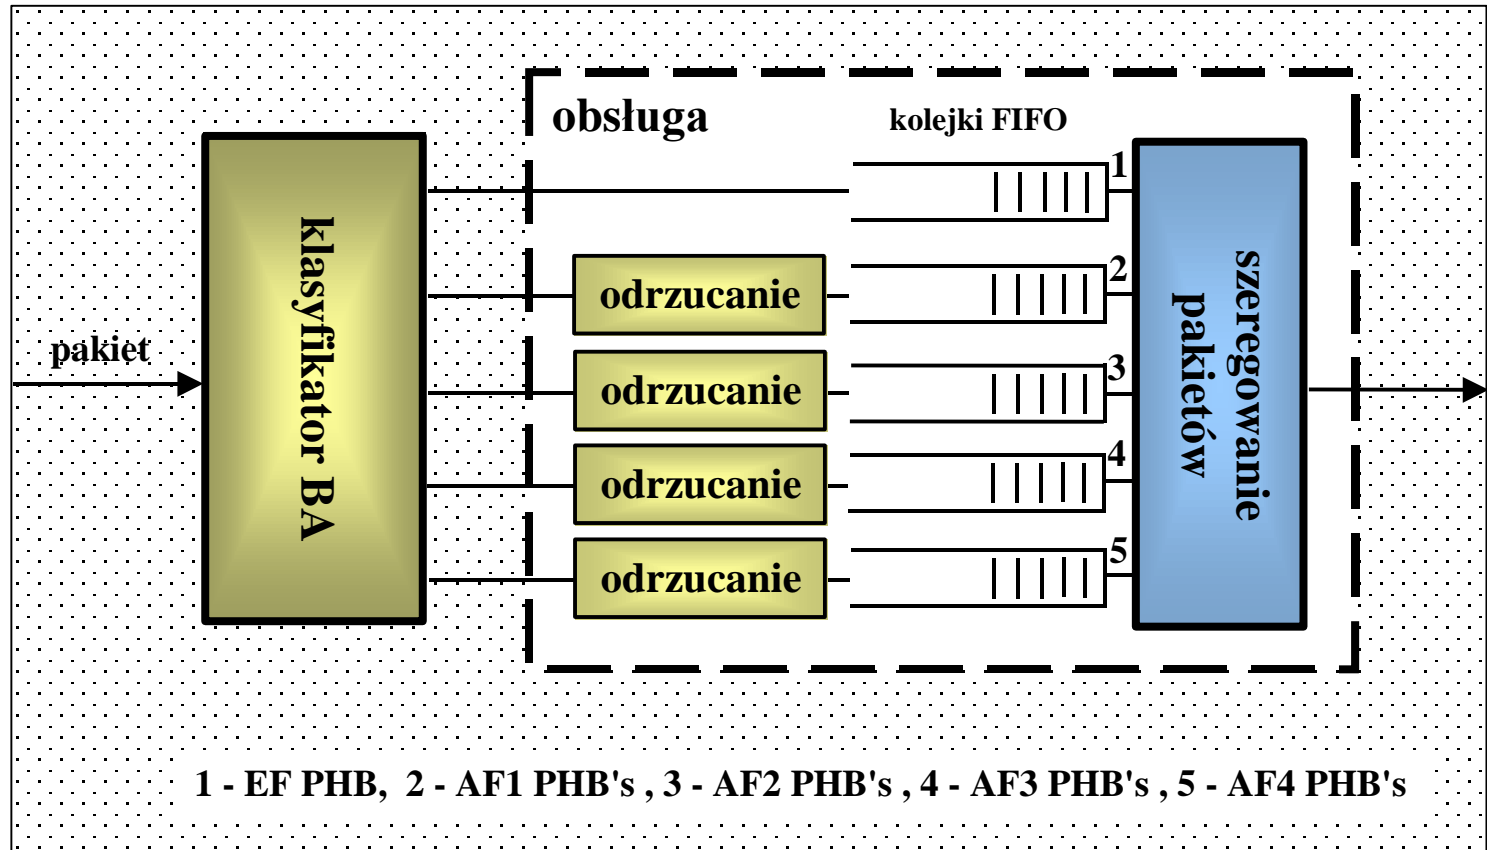 obsługa
kolejki FIFO
klasyfikator BA
pakiet
1
odrzucanie
2
odrzucanie
3
odrzucanie
4
odrzucanie
5
szeregowanie
pakietów
1 - EF PHB, 2 - AF1 PHB's , 3 - AF2 PHB's , 4 - AF3 PHB's , 5 - AF4 PHB's